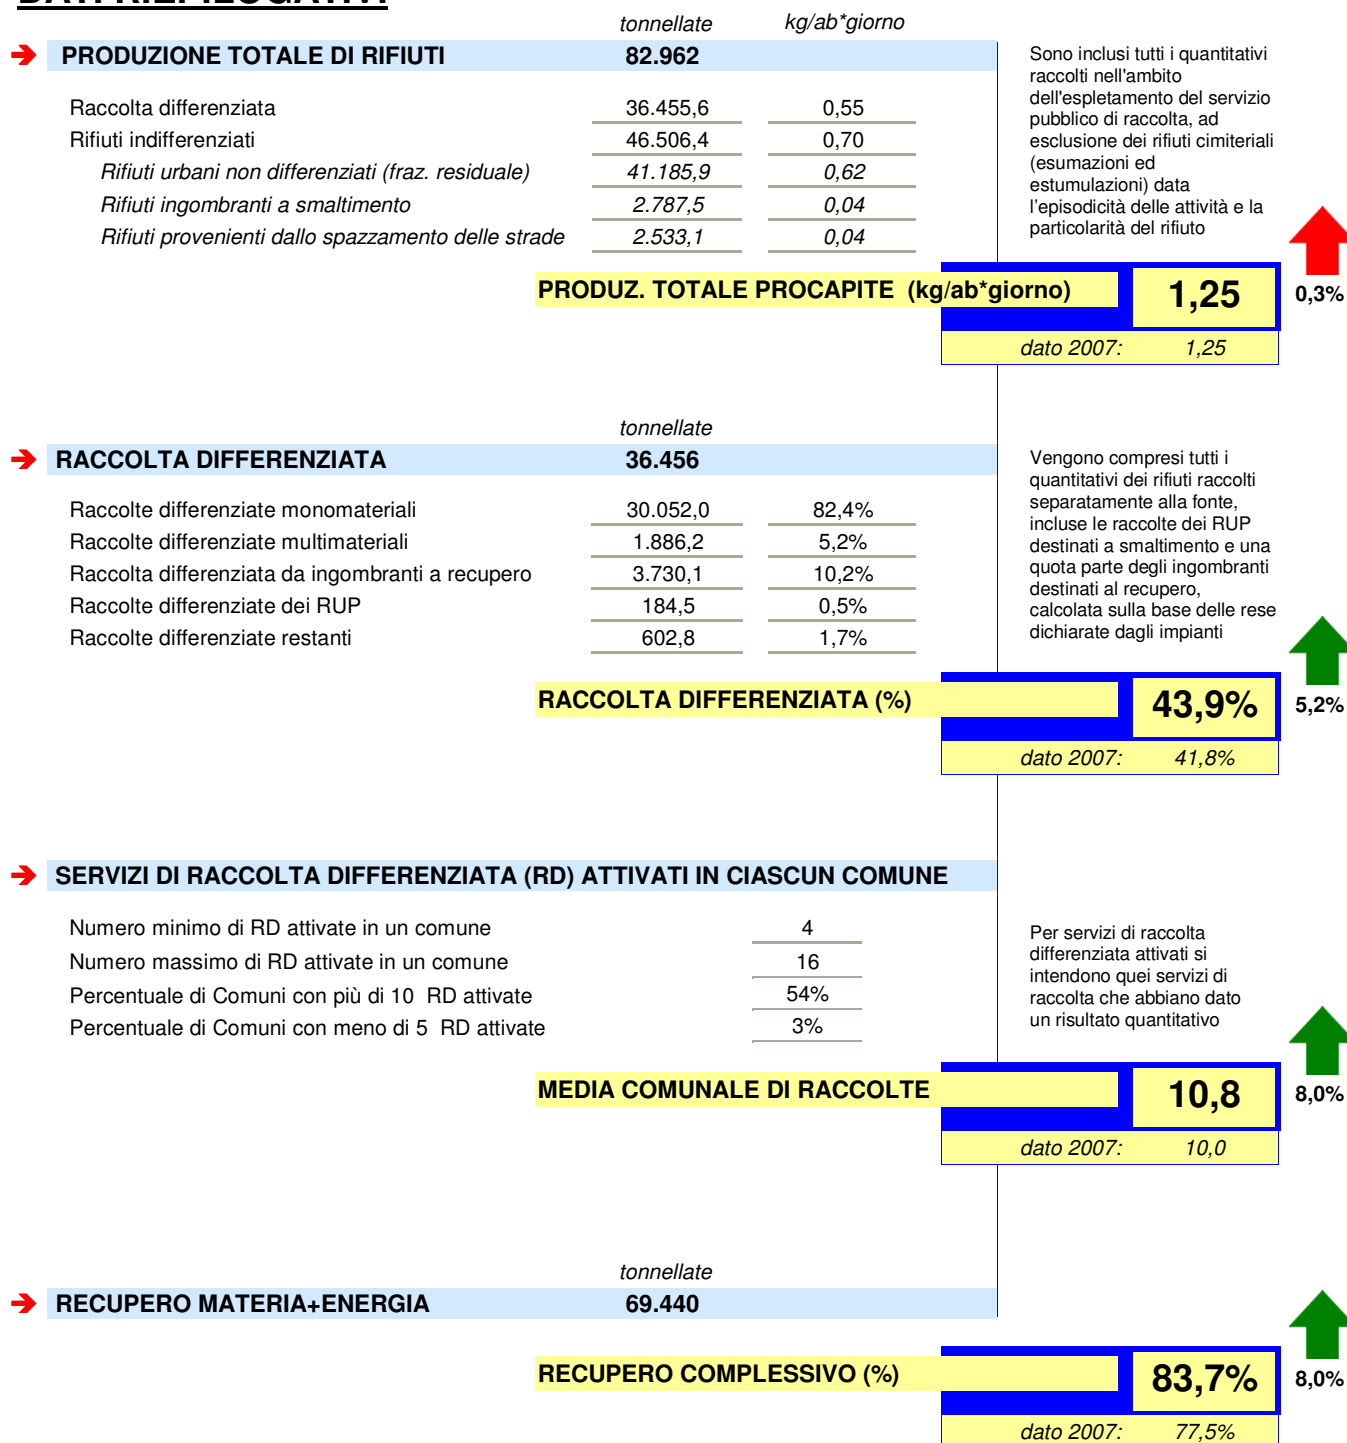 DATI RIEPILOGATIVI
tonnellate kg/ab*giorno
PRODUZIONE TOTALE DI RIFIUTI 82.962
Raccolta differenziata 36.455,6 0,55
Rifiuti indifferenziati 46.506,4 0,70
Rifiuti urbani non differenziati (fraz. residuale) 41.185,9 0,62
Rifiuti ingombranti a smaltimento 2.787,5 0,04
Rifiuti provenienti dallo spazzamento delle strade 2.533,1 0,04
Sono inclusi tutti i quantitativi
raccolti nell'ambito
dell'espletamento del servizio
pubblico di raccolta, ad
esclusione dei rifiuti cimiteriali
(esumazioni ed
estumulazioni) data
l'episodicità delle attività e la
particolarità del rifiuto
PRODUZ. TOTALE PROCAPITE (kg/ab*giorno) 1,25 0,3%
dato 2007: 1,25
tonnellate
RACCOLTA DIFFERENZIATA 36.456
Raccolte differenziate monomateriali 30.052,0 82,4%
Raccolte differenziate multimateriali 1.886,2 5,2%
Raccolta differenziata da ingombranti a recupero 3.730,1 10,2%
Raccolte differenziate dei RUP 184,5 0,5%
Raccolte differenziate restanti 602,8 1,7%
Vengono compresi tutti i
quantitativi dei rifiuti raccolti
separatamente alla fonte,
incluse le raccolte dei RUP
destinati a smaltimento e una
quota parte degli ingombranti
destinati al recupero,
calcolata sulla base delle rese
dichiarate dagli impianti
RACCOLTA DIFFERENZIATA (%) 43,9% 5,2%
dato 2007: 41,8%
SERVIZI DI RACCOLTA DIFFERENZIATA (RD) ATTIVATI IN CIASCUN COMUNE
Numero minimo di RD attivate in un comune 4
Numero massimo di RD attivate in un comune 16
Percentuale di Comuni con più di 10 RD attivate 54%
Percentuale di Comuni con meno di 5 RD attivate 3%
Per servizi di raccolta
differenziata attivati si
intendono quei servizi di
raccolta che abbiano dato
un risultato quantitativo
MEDIA COMUNALE DI RACCOLTE 10,8 8,0%
dato 2007: 10,0
tonnellate
RECUPERO MATERIA+ENERGIA 69.440
RECUPERO COMPLESSIVO (%) 83,7% 8,0%
dato 2007: 77,5%